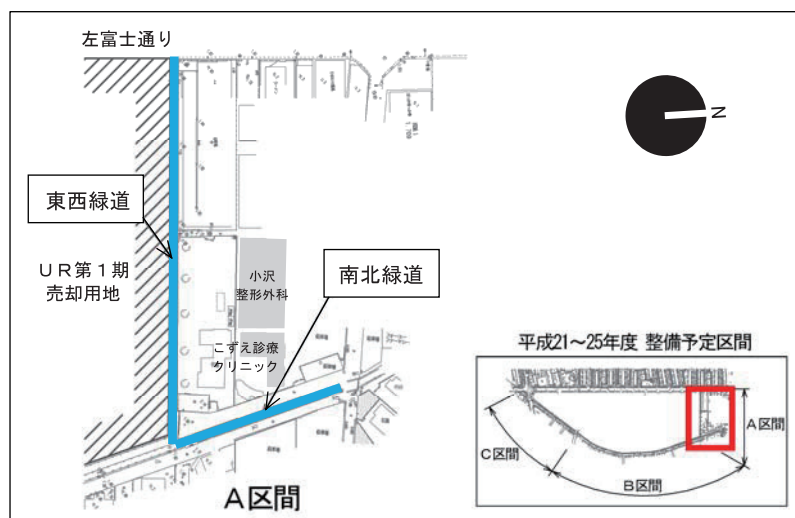 左富士通り
東西緑道
UR第1期
売却用地
小沢
整形外科
南北緑道
こずえ診療
クリニック
A区間
N
平成21～25年度 整備予定区間
A区間
B区間
C区間